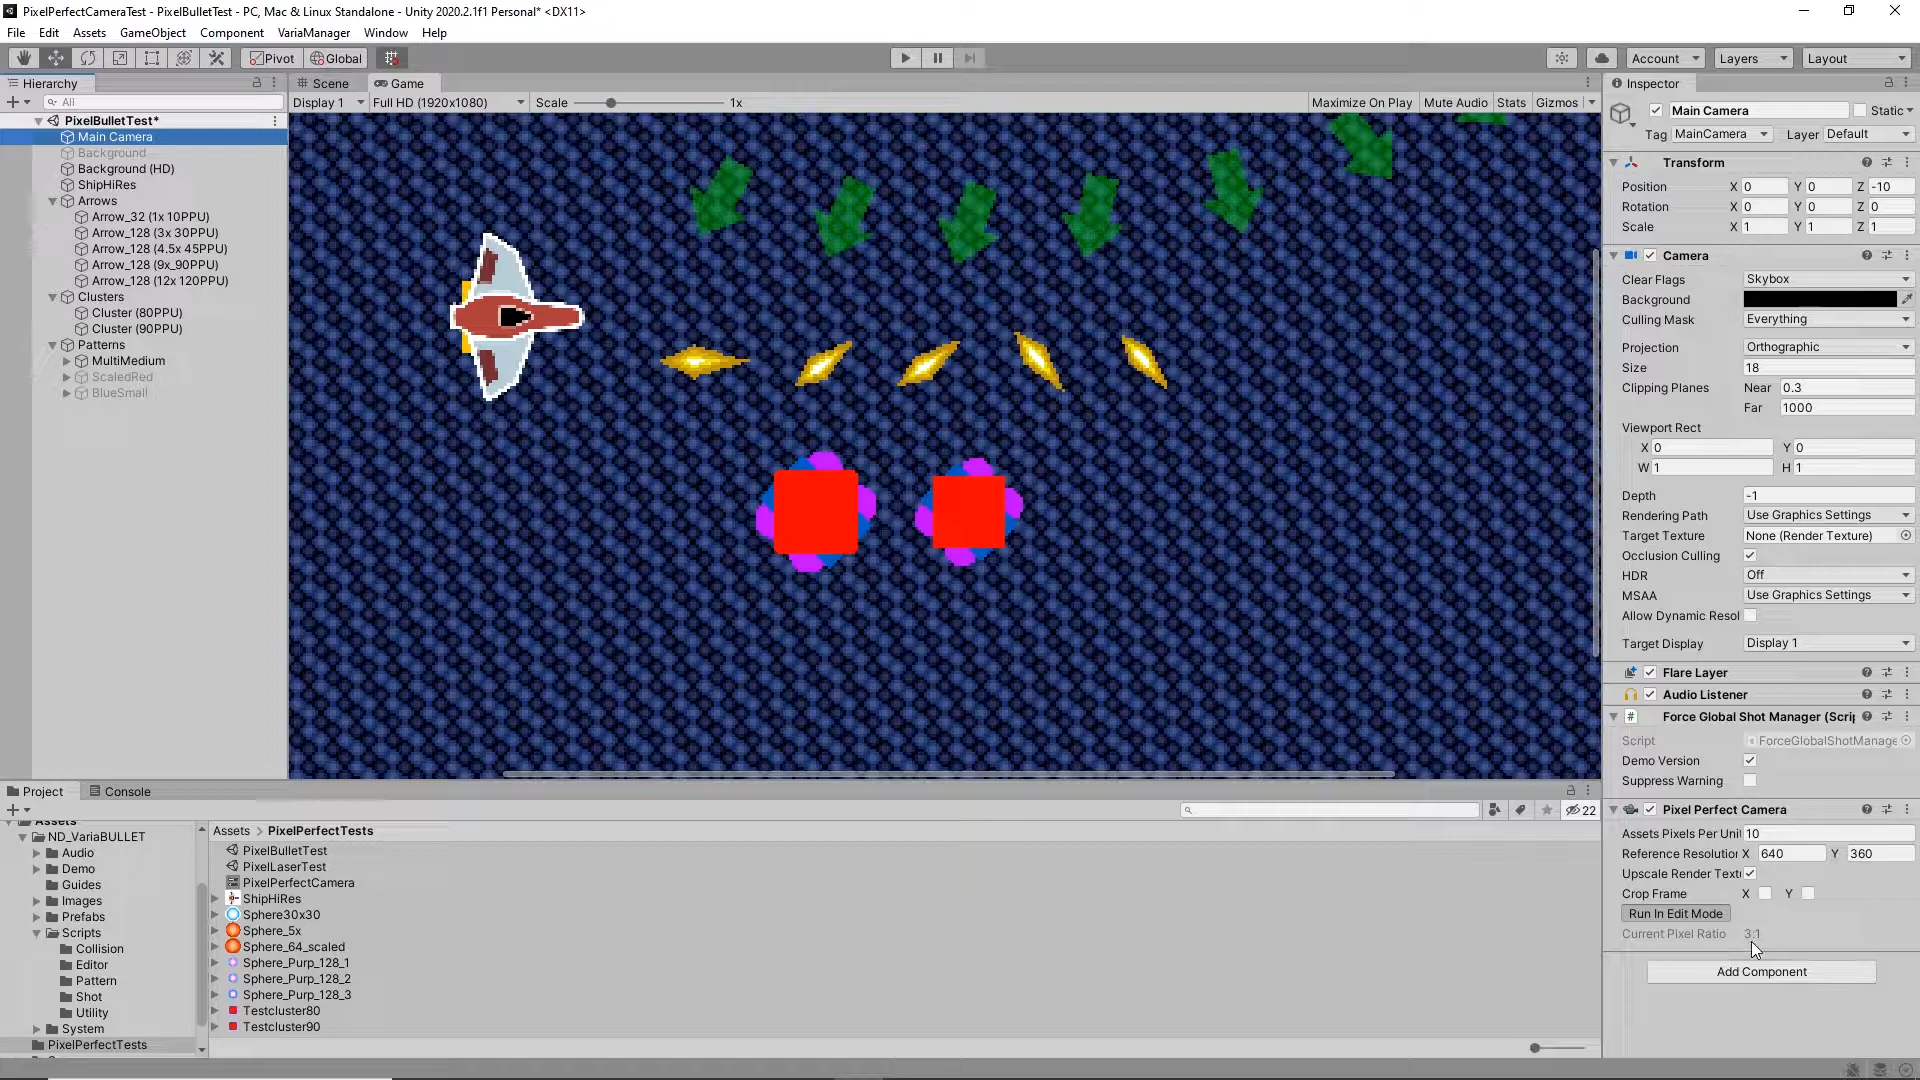 PixelPerfectCameraTest - PixelBulletTest - PC, Mac & Linux Standalone - Unity 2020.2.1f1 Personal* <DX11>
File Edit Assets GameObject Component VariaManager Window Help
Pivot Global Account Layers Layout
Hierarchy
All
PixelBulletTest*
Main Camera
Background
Background (HD)
ShipHiRes
Arrows
Arrow_32 (1x 10PPU)
Arrow_128 (3x 30PPU)
Arrow_128 (4.5x 45PPU)
Arrow_128 (9x_90PPU)
Arrow_128 (12x 120PPU)
Clusters
Cluster (80PPU)
Cluster (90PPU)
Patterns
MultiMedium
ScaledRed
BlueSmall
Scene Game
Display 1 Full HD (1920x1080) Scale 1x Maximize On Play Mute Audio Stats Gizmos
Inspector
Main Camera Static
Tag MainCamera Layer Default
Transform
Position X 0 Y 0 Z -10
Rotation X 0 Y 0 Z 0
Scale X 1 Y 1 Z 1
Camera
Clear Flags Skybox
Background
Culling Mask Everything
Projection Orthographic
Size 18
Clipping Planes Near 0.3
Far 1000
Viewport Rect
X 0 Y 0
W 1 H 1
Depth -1
Rendering Path Use Graphics Settings
Target Texture None (Render Texture)
Occlusion Culling
HDR Off
MSAA Use Graphics Settings
Allow Dynamic Resol
Target Display Display 1
Flare Layer
Audio Listener
# Force Global Shot Manager (Scrip
Script ForceGlobalShotManage
Demo Version
Suppress Warning
Pixel Perfect Camera
Assets Pixels Per Unit 10
Reference Resolution X 640 Y 360
Upscale Render Textu
Crop Frame X Y
Run In Edit Mode
Current Pixel Ratio 3:1
Add Component
Project Console
22
Assets
ND_VariaBULLET
Audio
Demo
Guides
Images
Prefabs
Scripts
Collision
Editor
Pattern
Shot
Utility
System
PixelPerfectTests
Assets > PixelPerfectTests
PixelBulletTest
PixelLaserTest
PixelPerfectCamera
ShipHiRes
Sphere30x30
Sphere_5x
Sphere_64_scaled
Sphere_Purp_128_1
Sphere_Purp_128_2
Sphere_Purp_128_3
Testcluster80
Testcluster90